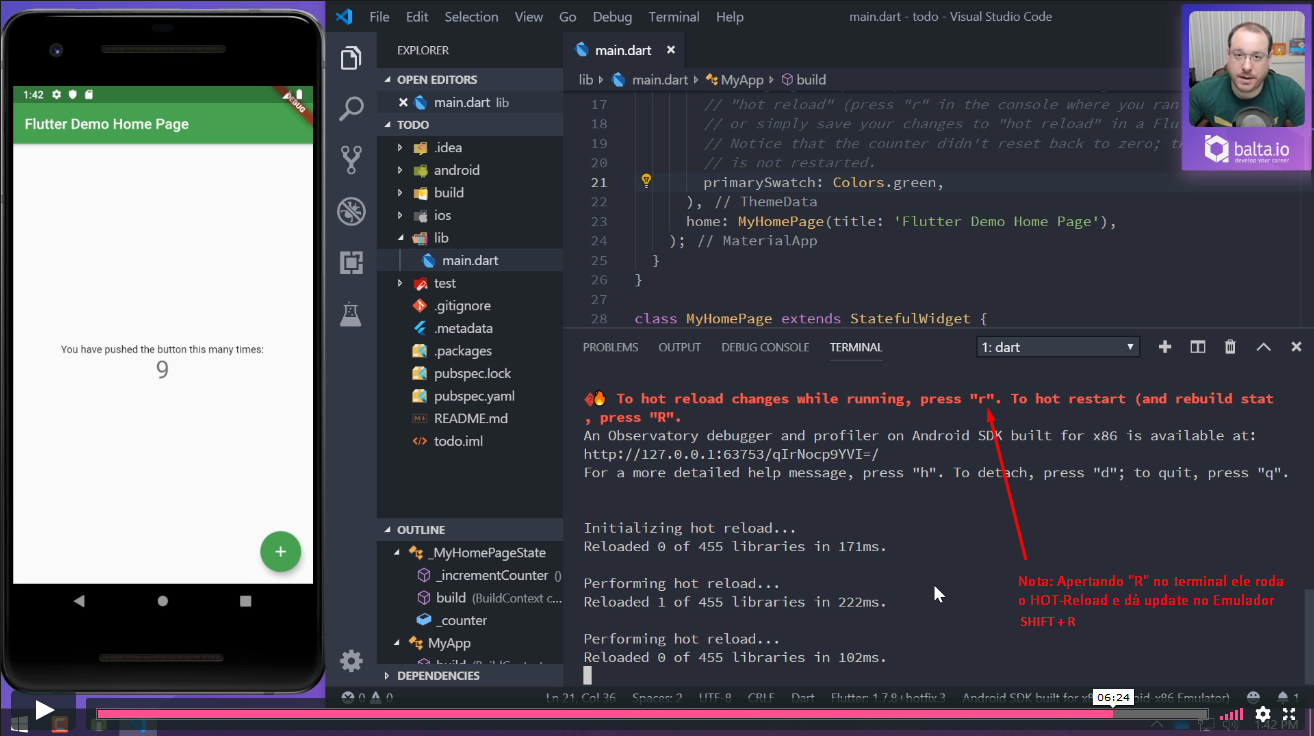 1:42
DEBUG
Flutter Demo Home Page
You have pushed the button this many times:
9
+
File Edit Selection View Go Debug Terminal Help
main.dart - todo - Visual Studio Code
EXPLORER
OPEN EDITORS
main.dart lib
TODO
.idea
android
build
ios
lib
main.dart
test
.gitignore
.metadata
.packages
pubspec.lock
pubspec.yaml
README.md
todo.iml
OUTLINE
_MyHomePageState
_incrementCounter ()
build (BuildContext c...
_counter
MyApp
DEPENDENCIES
main.dart
lib main.dart MyApp build
17 // "hot reload" (press "r" in the console where you ran
18 // or simply save your changes to "hot reload" in a Flu
19 // Notice that the counter didn't reset back to zero;
20 // is not restarted.
21 primarySwatch: Colors.green,
22 ), // ThemeData
23 home: MyHomePage(title: 'Flutter Demo Home Page'),
24 ); // MaterialApp
25 }
26 }
27
28 class MyHomePage extends StatefulWidget {
balta.io
develop your career
PROBLEMS OUTPUT DEBUG CONSOLE TERMINAL
1: dart
To hot reload changes while running, press "r". To hot restart (and rebuild stat
, press "R".
An Observatory debugger and profiler on Android SDK built for x86 is available at:
http://127.0.0.1:63753/qIrNocp9YVI=/
For a more detailed help message, press "h". To detach, press "d"; to quit, press "q".
Initializing hot reload...
Reloaded 0 of 455 libraries in 171ms.
Performing hot reload...
Reloaded 1 of 455 libraries in 222ms.
Performing hot reload...
Reloaded 0 of 455 libraries in 102ms.
Nota: Apertando "R" no terminal ele roda
o HOT-Reload e dá update no Emulador
SHIFT + R
0 0
Ln 21, Col 36 Spaces: 2 UTF-8 CRLF Dart Flutter: 1.7.8+hotfix.3 Android SDK built for x86 
1
06:24
1:42 PM